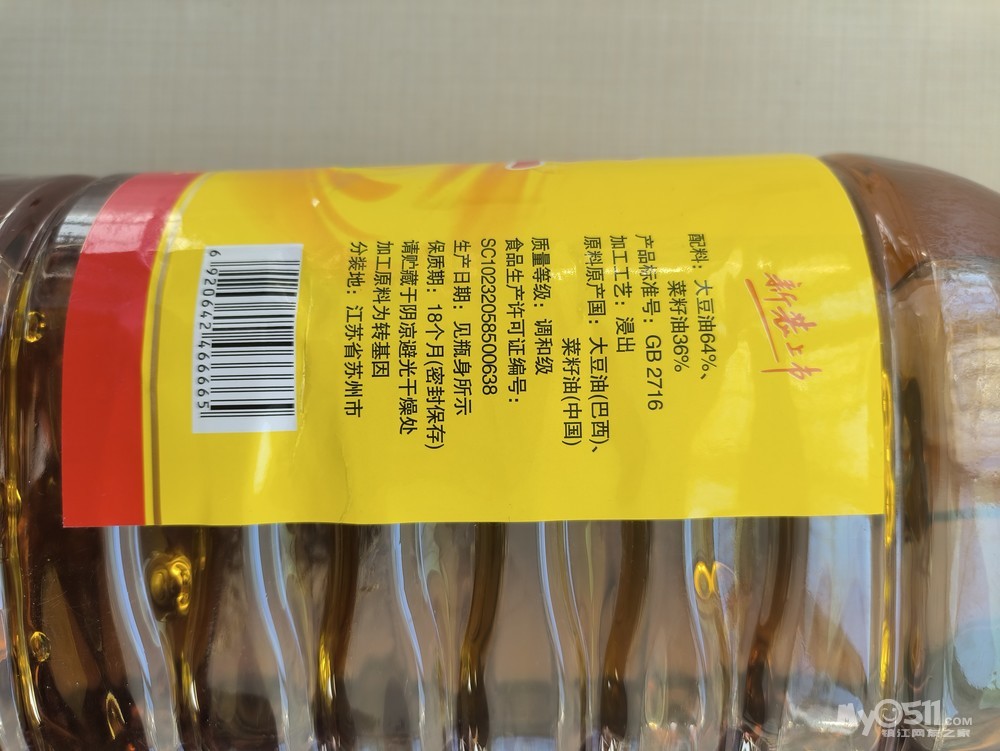 新装上市
配料：大豆油64%、
菜籽油36%
产品标准号：GB 2716
加工工艺：浸出
原料原产国：大豆油(巴西)、
菜籽油(中国)
质量等级：调和级
食品生产许可证编号：
SC10232058500638
生产日期：见瓶身所示
保质期：18个月(密封保存)
请贮藏于阴凉避光干燥处
加工原料为转基因
分装地：江苏省苏州市
6920642466665
My0511.COM
镇江网友之家